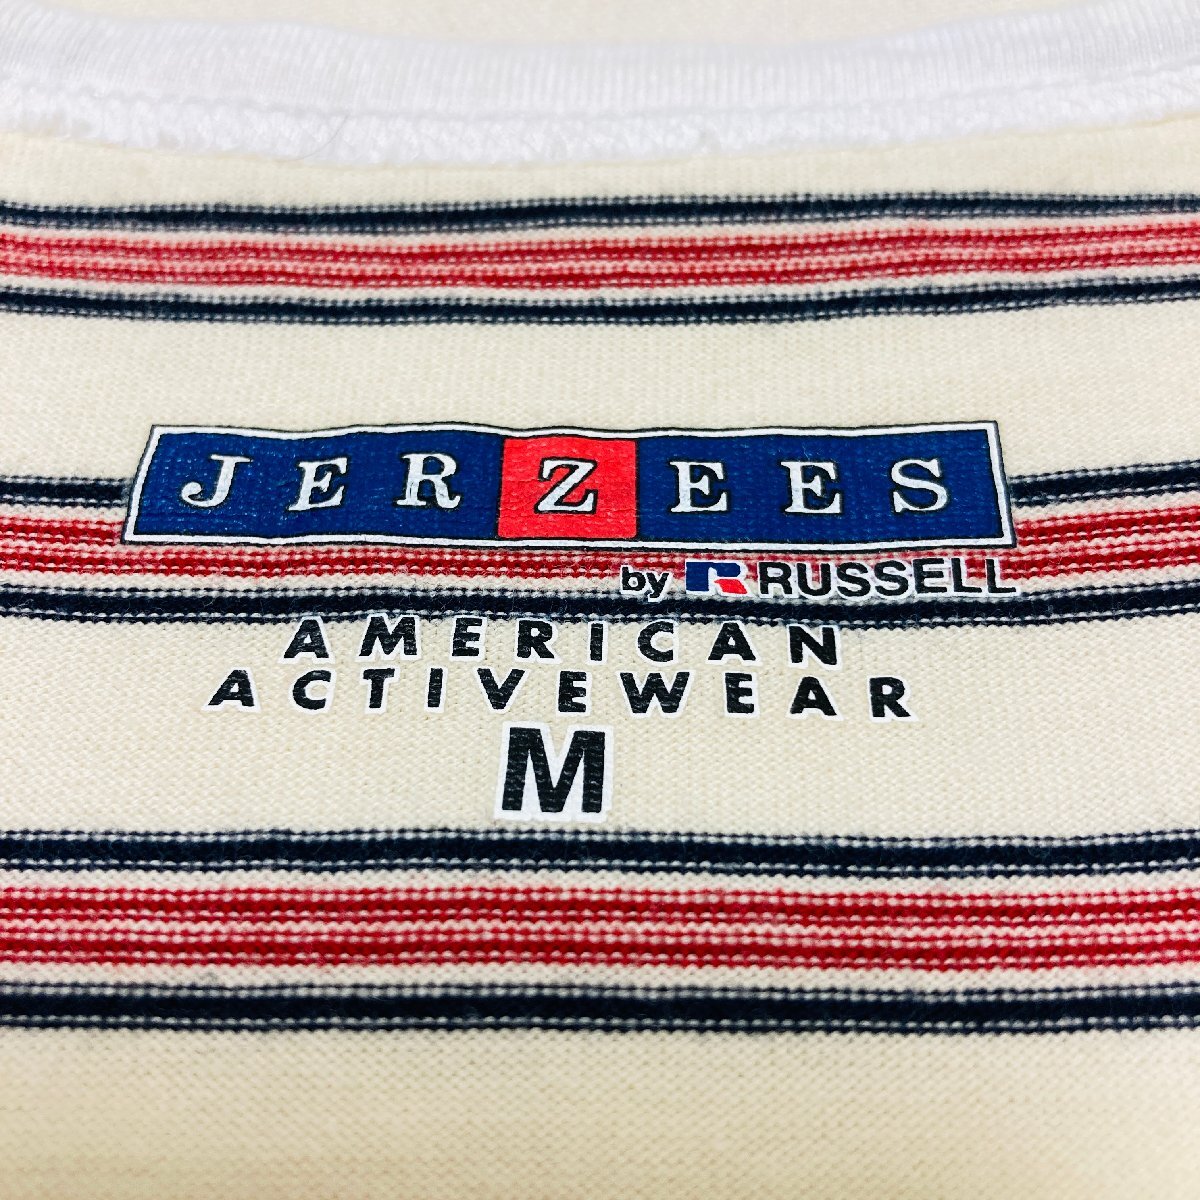 JERZEES
by R RUSSELL
AMERICAN
ACTIVEWEAR
M